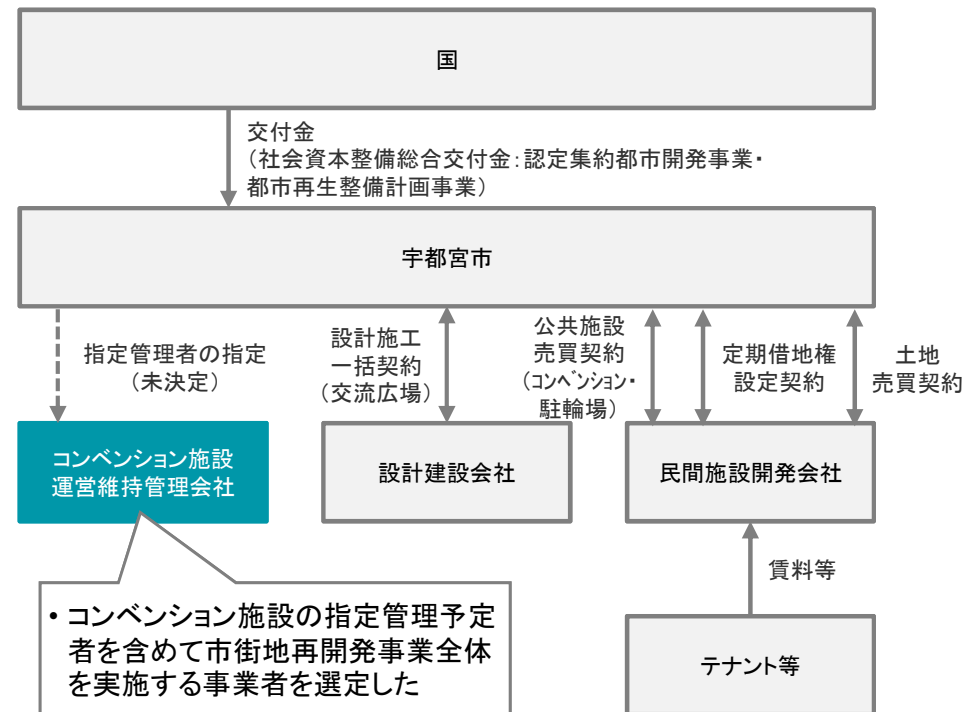 国
交付金
（社会資本整備総合交付金：認定集約都市開発事業・
都市再生整備計画事業）
宇都宮市
指定管理者の指定
（未決定）
設計施工
一括契約
（交流広場）
公共施設
売買契約
（ｺﾝﾍﾞﾝｼｮﾝ・
駐輪場）
定期借地権
設定契約
土地
売買契約
コンベンション施設
運営維持管理会社
設計建設会社
民間施設開発会社
賃料等
• コンベンション施設の指定管理予定
者を含めて市街地再開発事業全体
を実施する事業者を選定した
テナント等